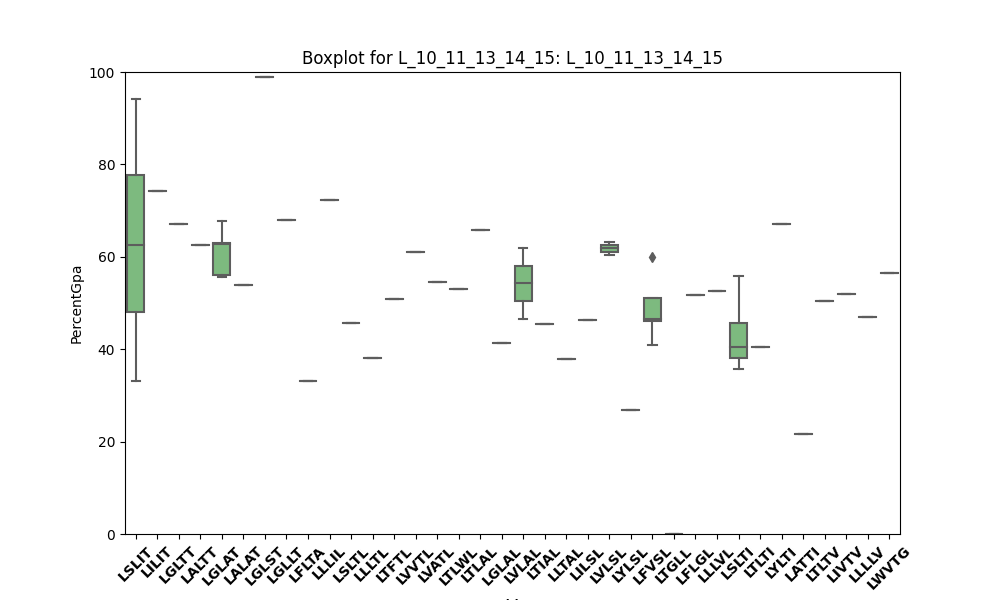 Boxplot for L_10_11_13_14_15: L_10_11_13_14_15
PercentGpa
100
80
60
40
20
0
LSLIT
LILIT
LGLTT
LALTT
LGLAT
LALAT
LGLST
LGLLT
LFLTA
LLLIL
LSLTL
LLLTL
LTFTL
LVVTL
LVATL
LTLWL
LTLAL
LGLAL
LVLAL
LTIAL
LLTAL
LILSL
LVLSL
LYLSL
LFVSL
LTGLL
LFLGL
LLLVL
LSLTI
LTLTI
LYLTI
LATTI
LTLTV
LIVTV
LLLLV
LWVTG